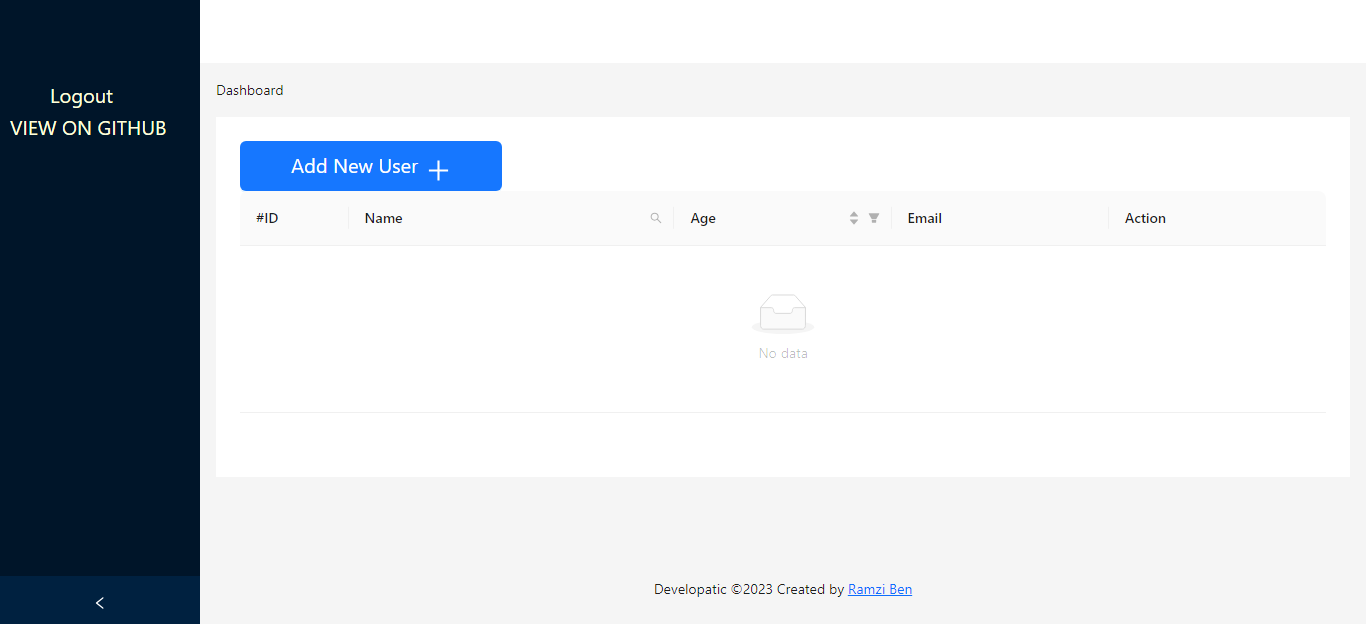 Logout
VIEW ON GITHUB
Dashboard
Add New User
#ID Name Age Email Action
No data
Developatic ©2023 Created by Ramzi Ben